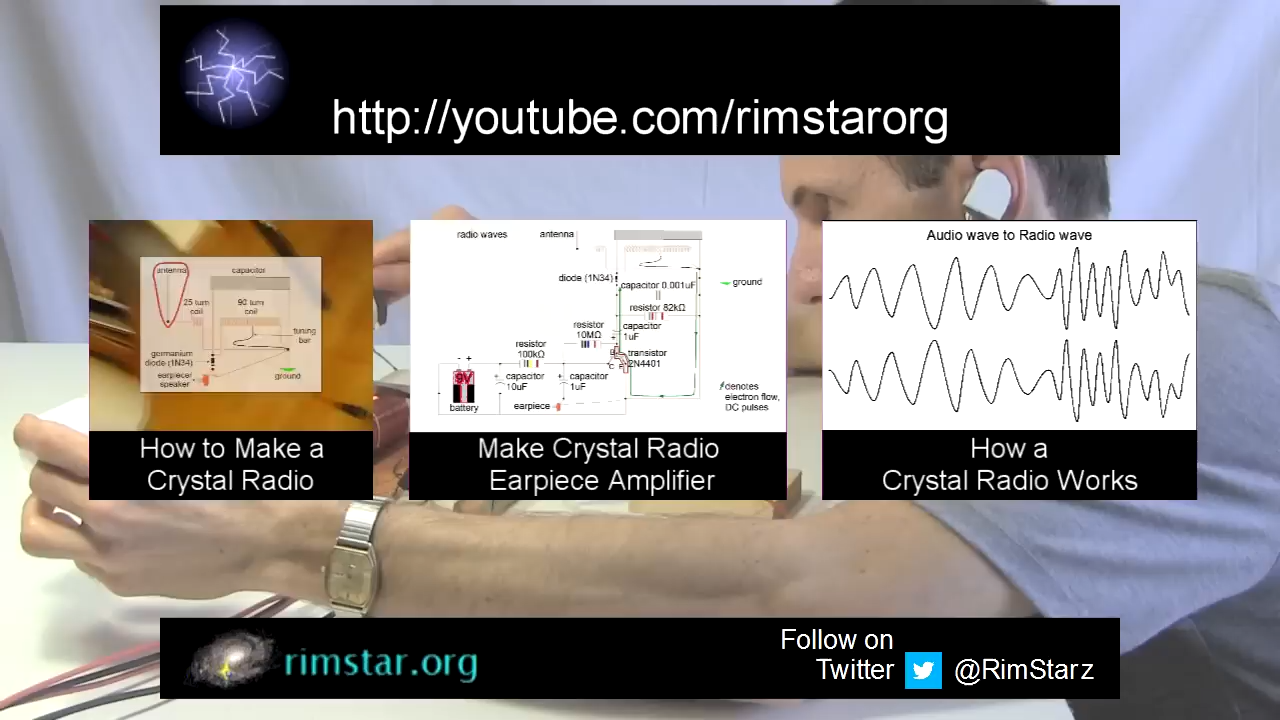 http://youtube.com/rimstarorg
antenna
capacitor
25 turn
coil
90 turn
coil
tuning
bar
germanium
diode (1N34)
earpiece/
speaker
ground
How to Make a
Crystal Radio
radio waves
antenna
diode (1N34)
capacitor 0.001uF
ground
resistor 82kΩ
resistor
10MΩ
capacitor
1uF
resistor
100kΩ
transistor
2N4401
B
C
E
- +
9V
battery
+
capacitor
10uF
+
capacitor
1uF
earpiece
denotes
electron flow,
DC pulses
Make Crystal Radio
Earpiece Amplifier
Audio wave to Radio wave
How a
Crystal Radio Works
rimstar.org
Follow on
Twitter
@RimStarz